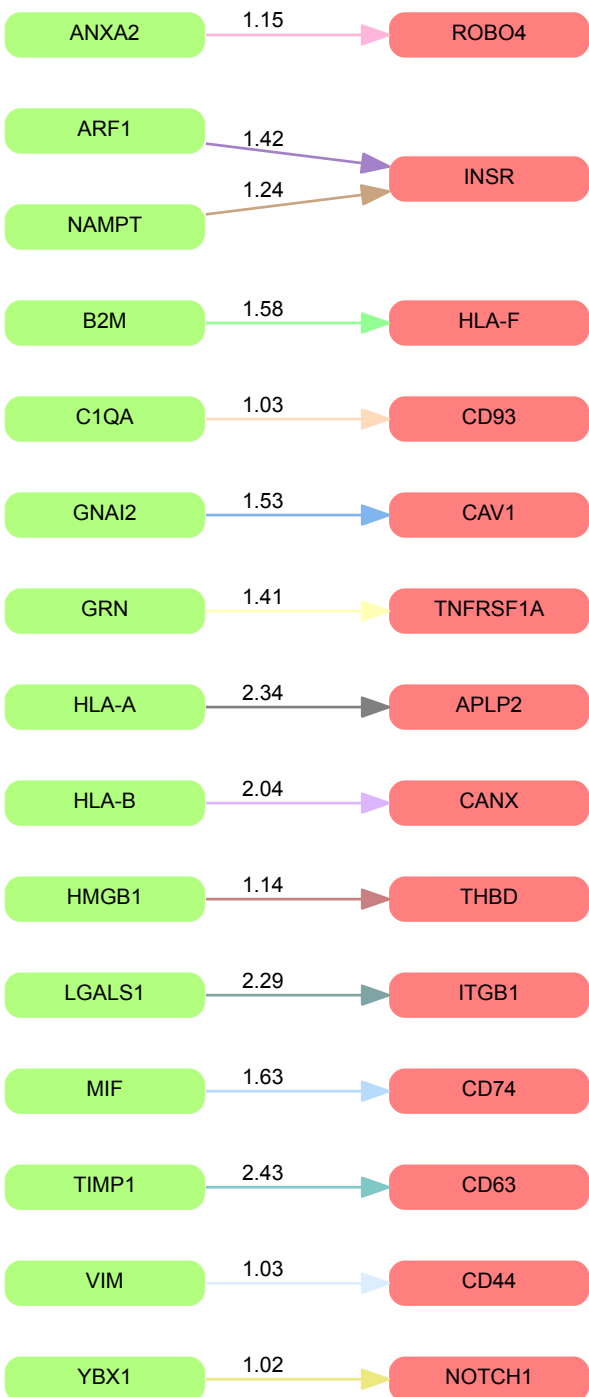 ANXA2 1.15 ROBO4
ARF1 1.42 INSR
NAMPT 1.24
B2M 1.58 HLA-F
C1QA 1.03 CD93
GNAI2 1.53 CAV1
GRN 1.41 TNFRSF1A
HLA-A 2.34 APLP2
HLA-B 2.04 CANX
HMGB1 1.14 THBD
LGALS1 2.29 ITGB1
MIF 1.63 CD74
TIMP1 2.43 CD63
VIM 1.03 CD44
YBX1 1.02 NOTCH1